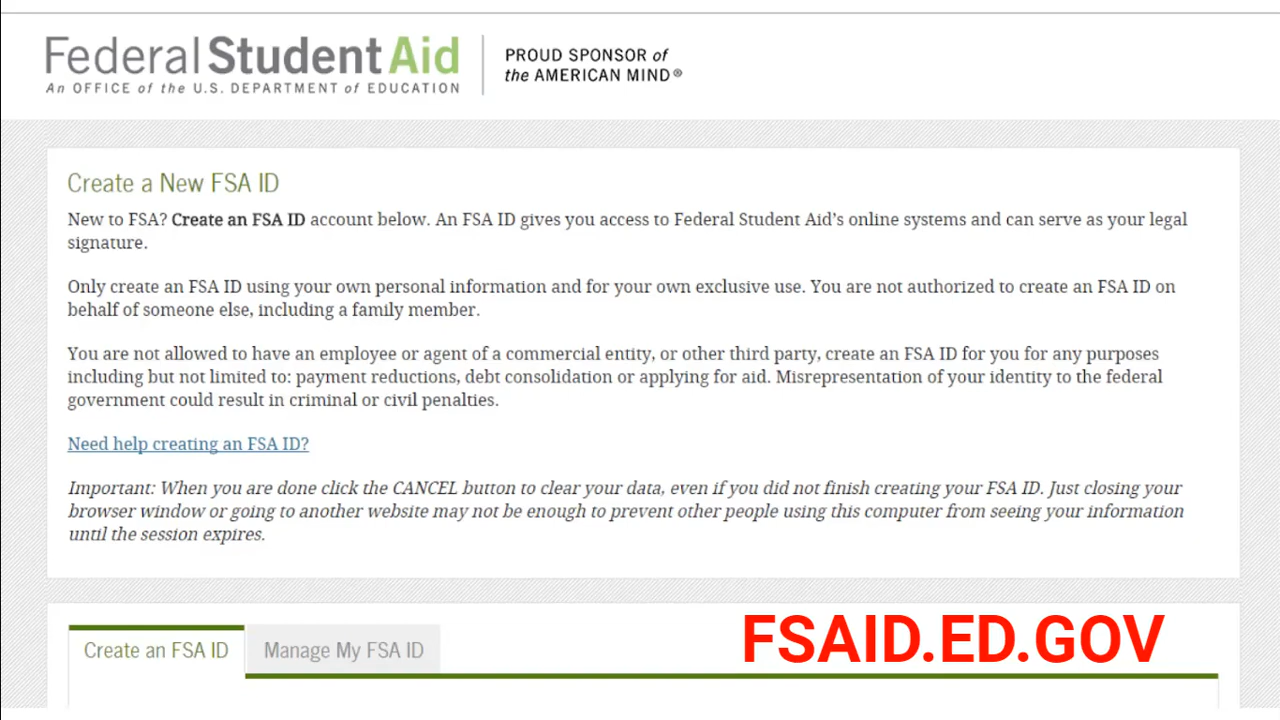 Federal Student Aid
An OFFICE of the U.S. DEPARTMENT of EDUCATION
PROUD SPONSOR of
the AMERICAN MIND®
Create a New FSA ID
New to FSA? Create an FSA ID account below. An FSA ID gives you access to Federal Student Aid’s online systems and can serve as your legal
signature.
Only create an FSA ID using your own personal information and for your own exclusive use. You are not authorized to create an FSA ID on
behalf of someone else, including a family member.
You are not allowed to have an employee or agent of a commercial entity, or other third party, create an FSA ID for you for any purposes
including but not limited to: payment reductions, debt consolidation or applying for aid. Misrepresentation of your identity to the federal
government could result in criminal or civil penalties.
Need help creating an FSA ID?
Important: When you are done click the CANCEL button to clear your data, even if you did not finish creating your FSA ID. Just closing your
browser window or going to another website may not be enough to prevent other people using this computer from seeing your information
until the session expires.
Create an FSA ID
Manage My FSA ID
FSAID.ED.GOV